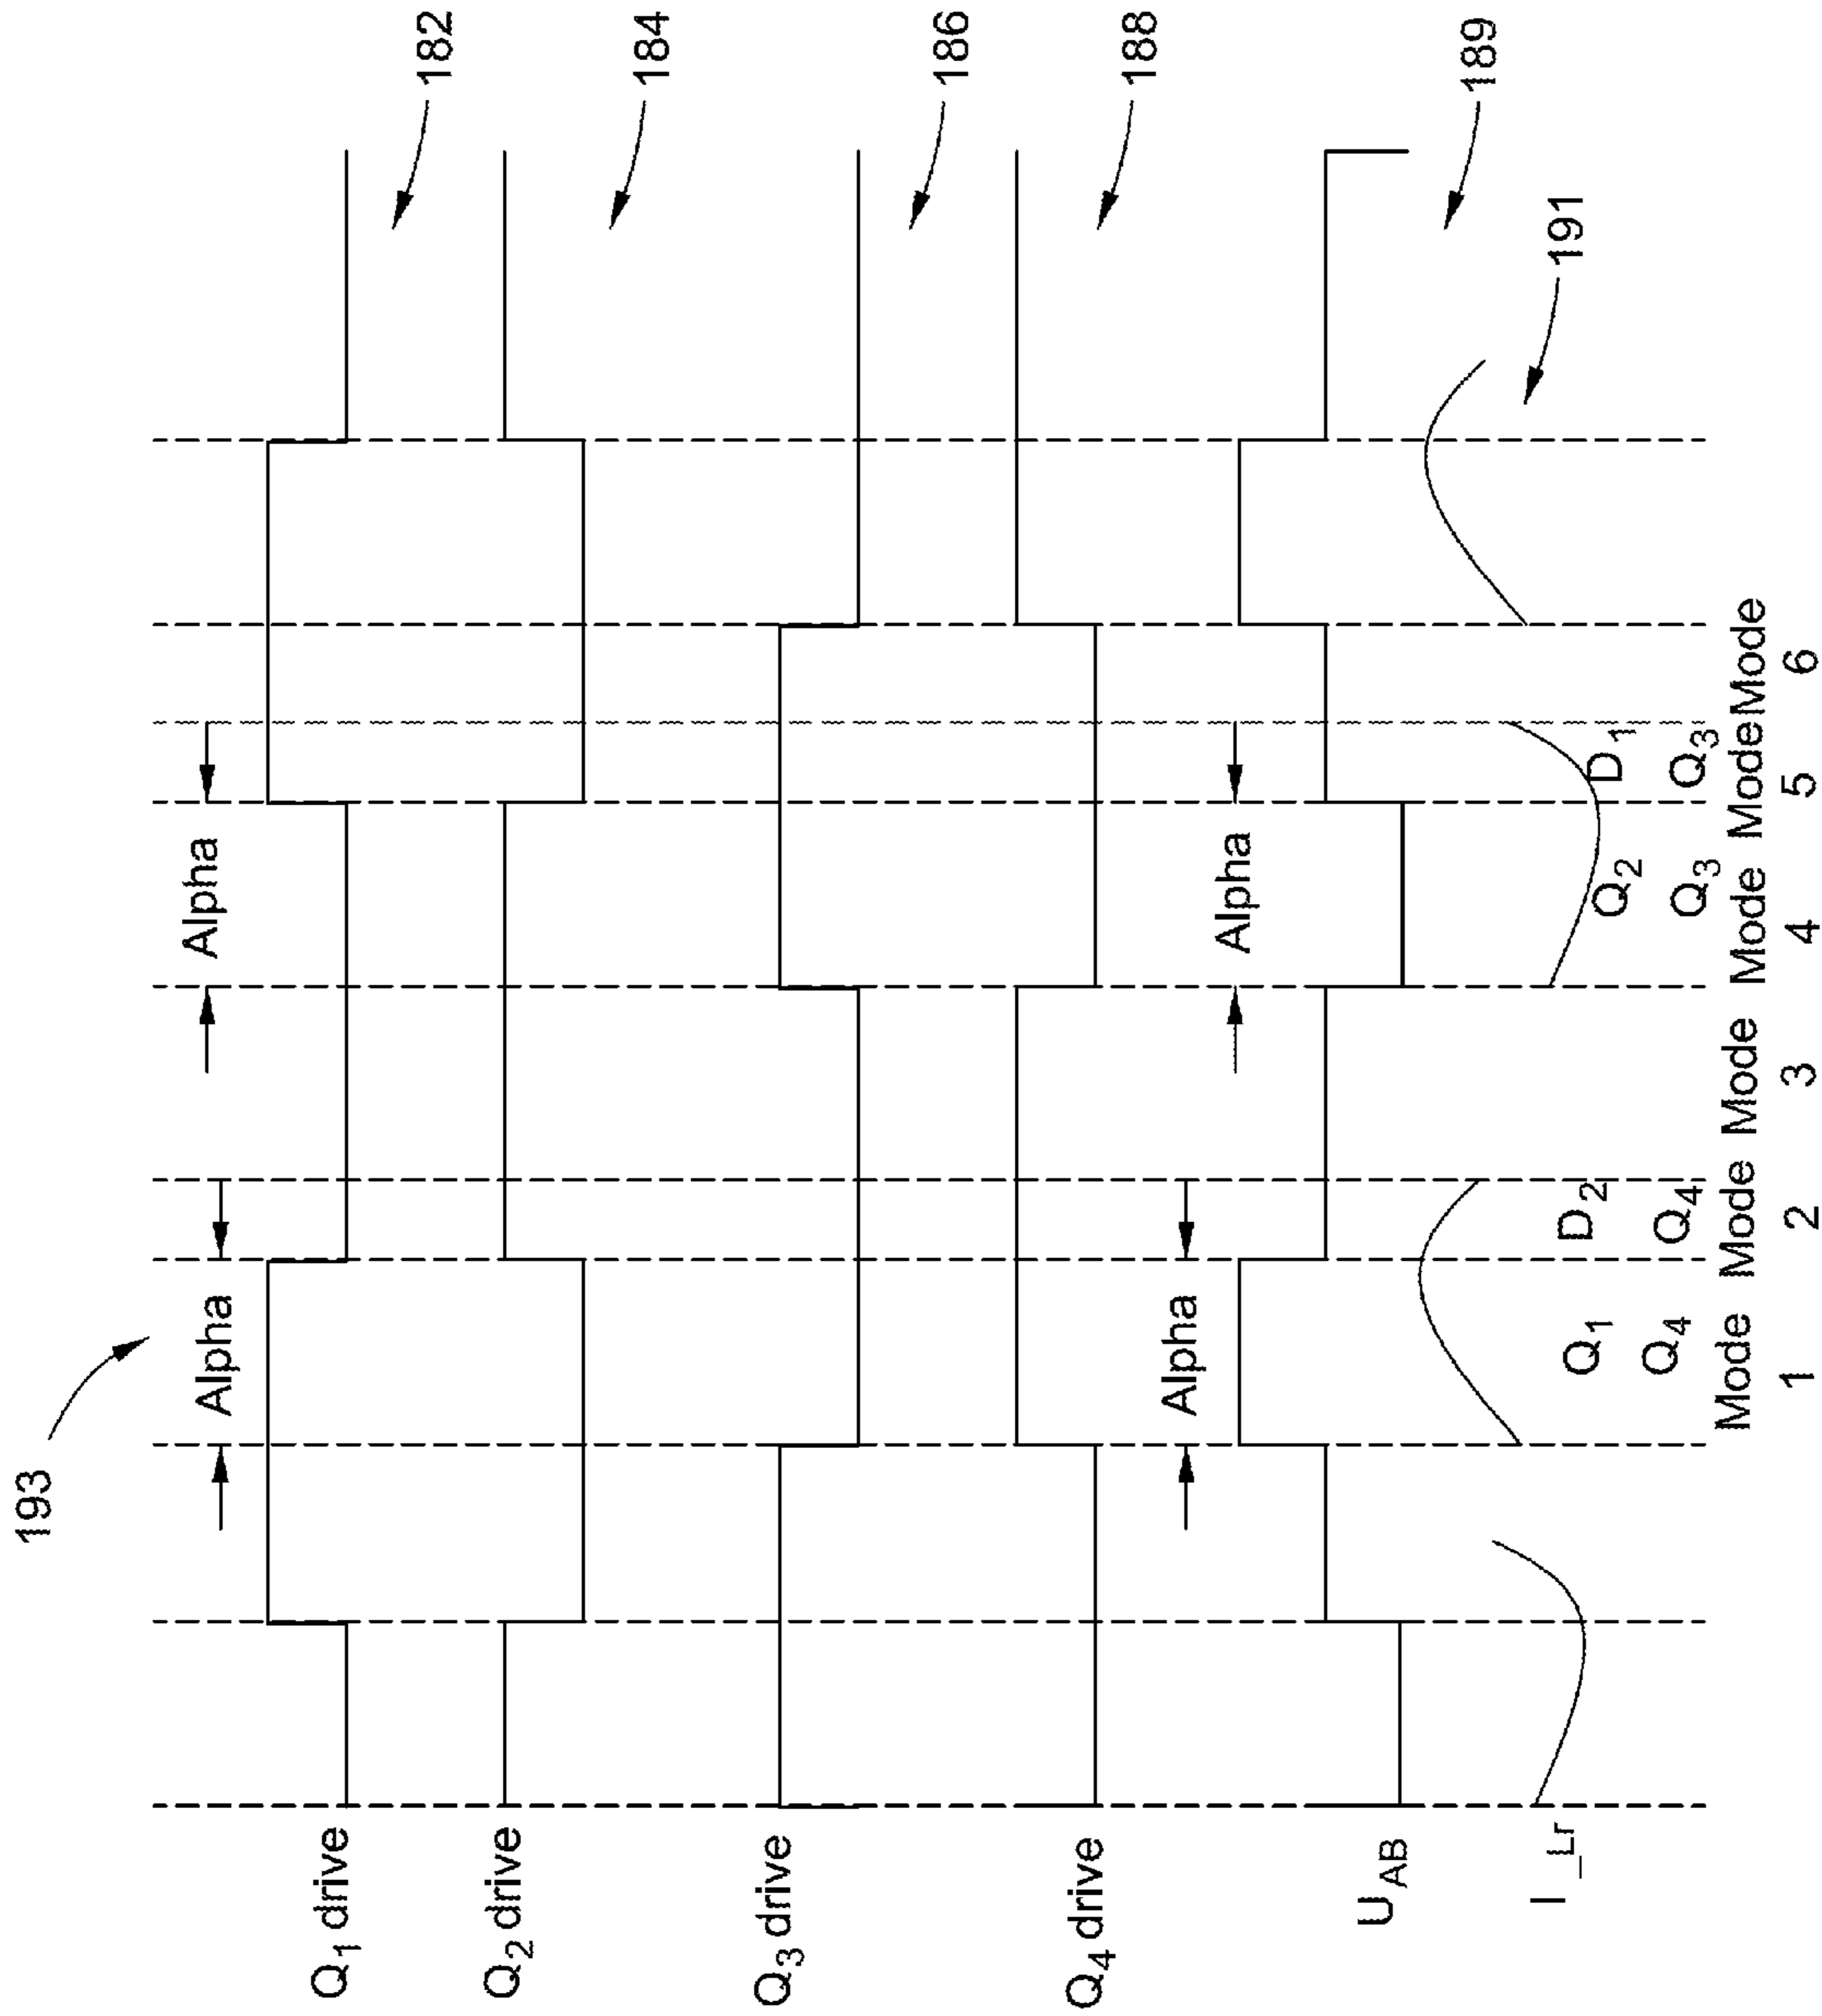 193
Alpha
Alpha
Q1 drive
182
Q2 drive
184
Q3 drive
186
Q4 drive
188
Alpha
Alpha
UAB
189
I_Lr
191
Q1 D2 Q2 D1
Q4 Q4 Q3 Q3
Mode Mode Mode Mode Mode Mode
1 2 3 4 5 6